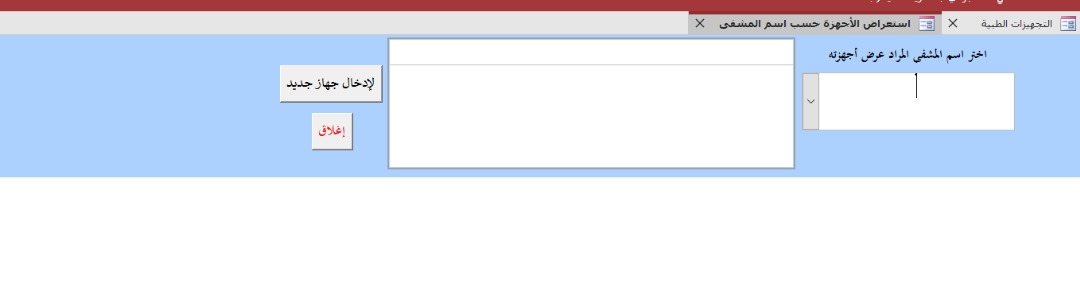 التجهيزات الطبية
استعراض الأجهزة حسب اسم المشفى
اختر اسم المشفى المراد عرض أجهزته
لإدخال جهاز جديد
إغلاق